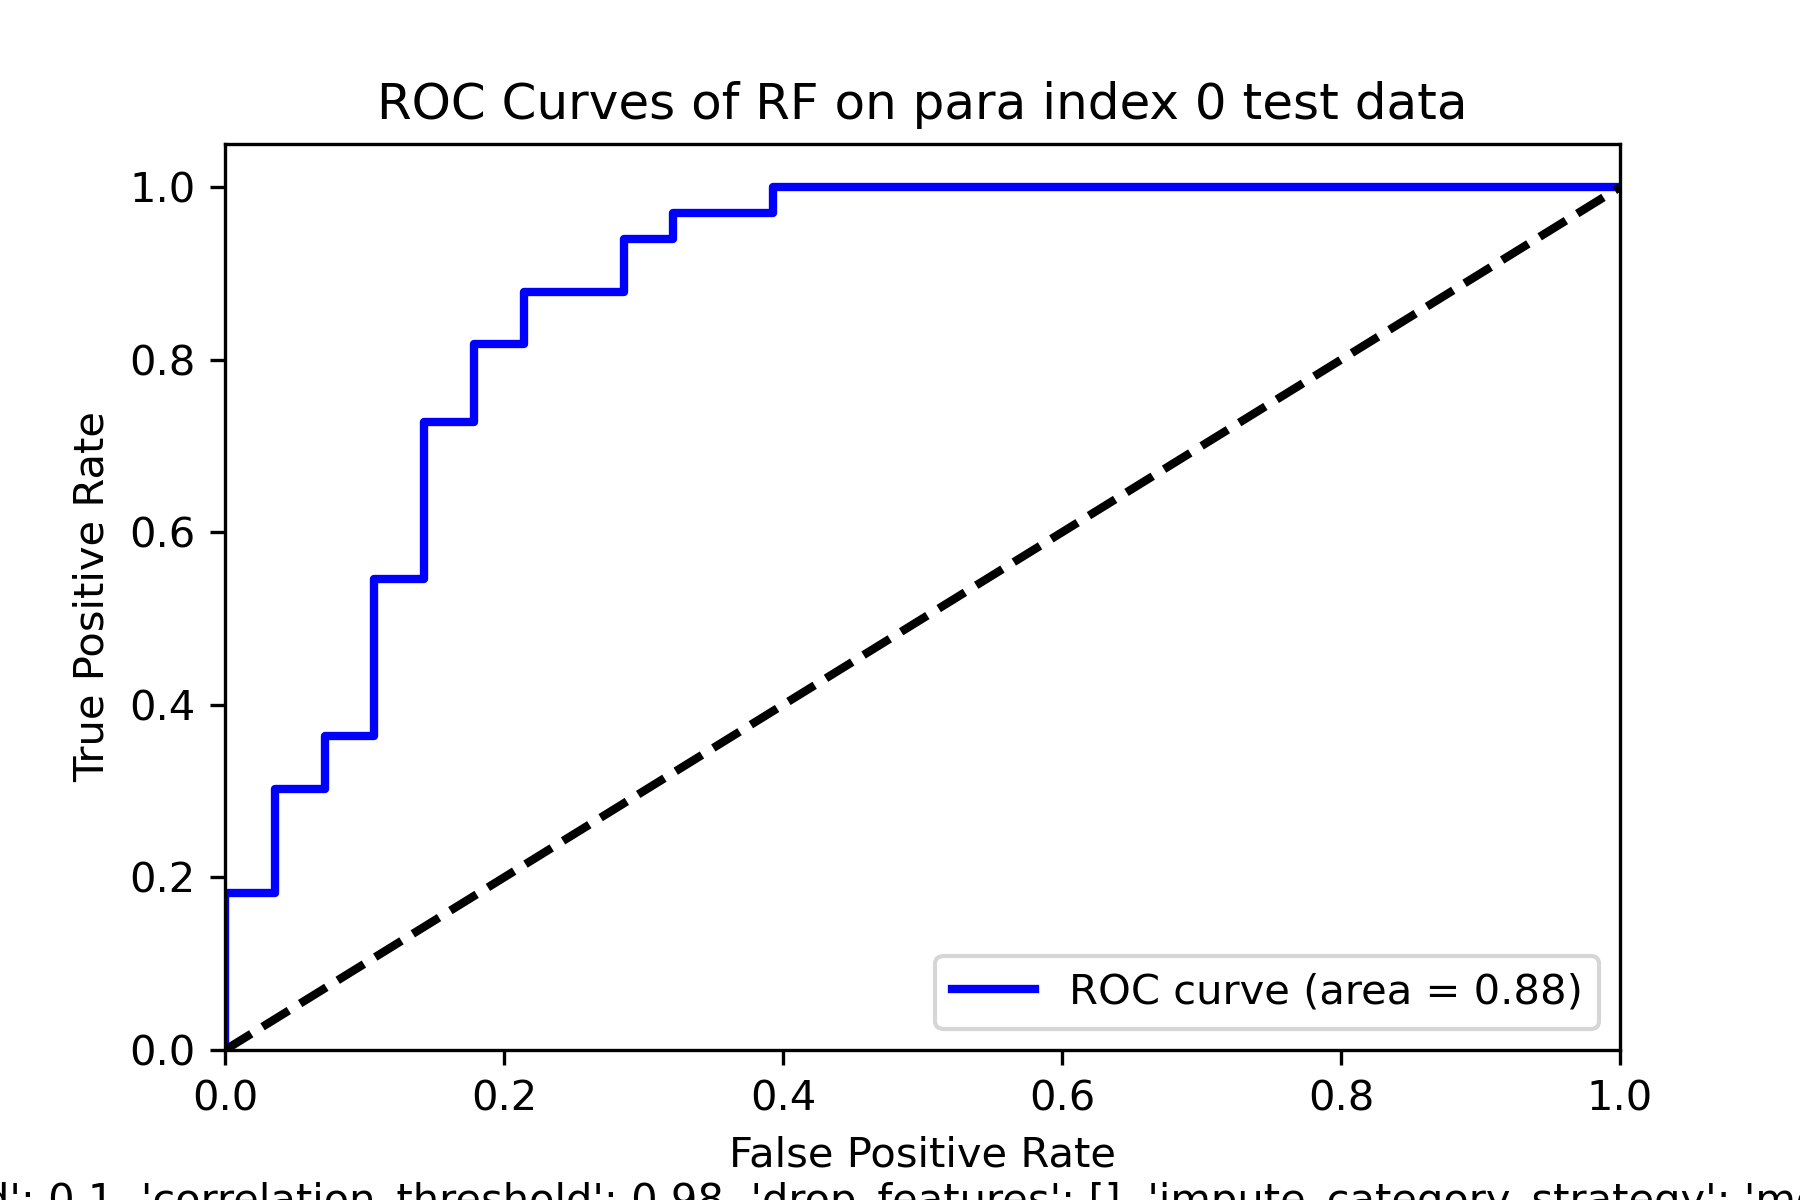 ROC Curves of RF on para index 0 test data
1.0
0.8
0.6
0.4
0.2
0.0
True Positive Rate
ROC curve (area = 0.88)
0.0 0.2 0.4 0.6 0.8 1.0
False Positive Rate
0.1, 'correlation_threshold': 0.98, 'drop_features': [], 'impute_category_strategy':